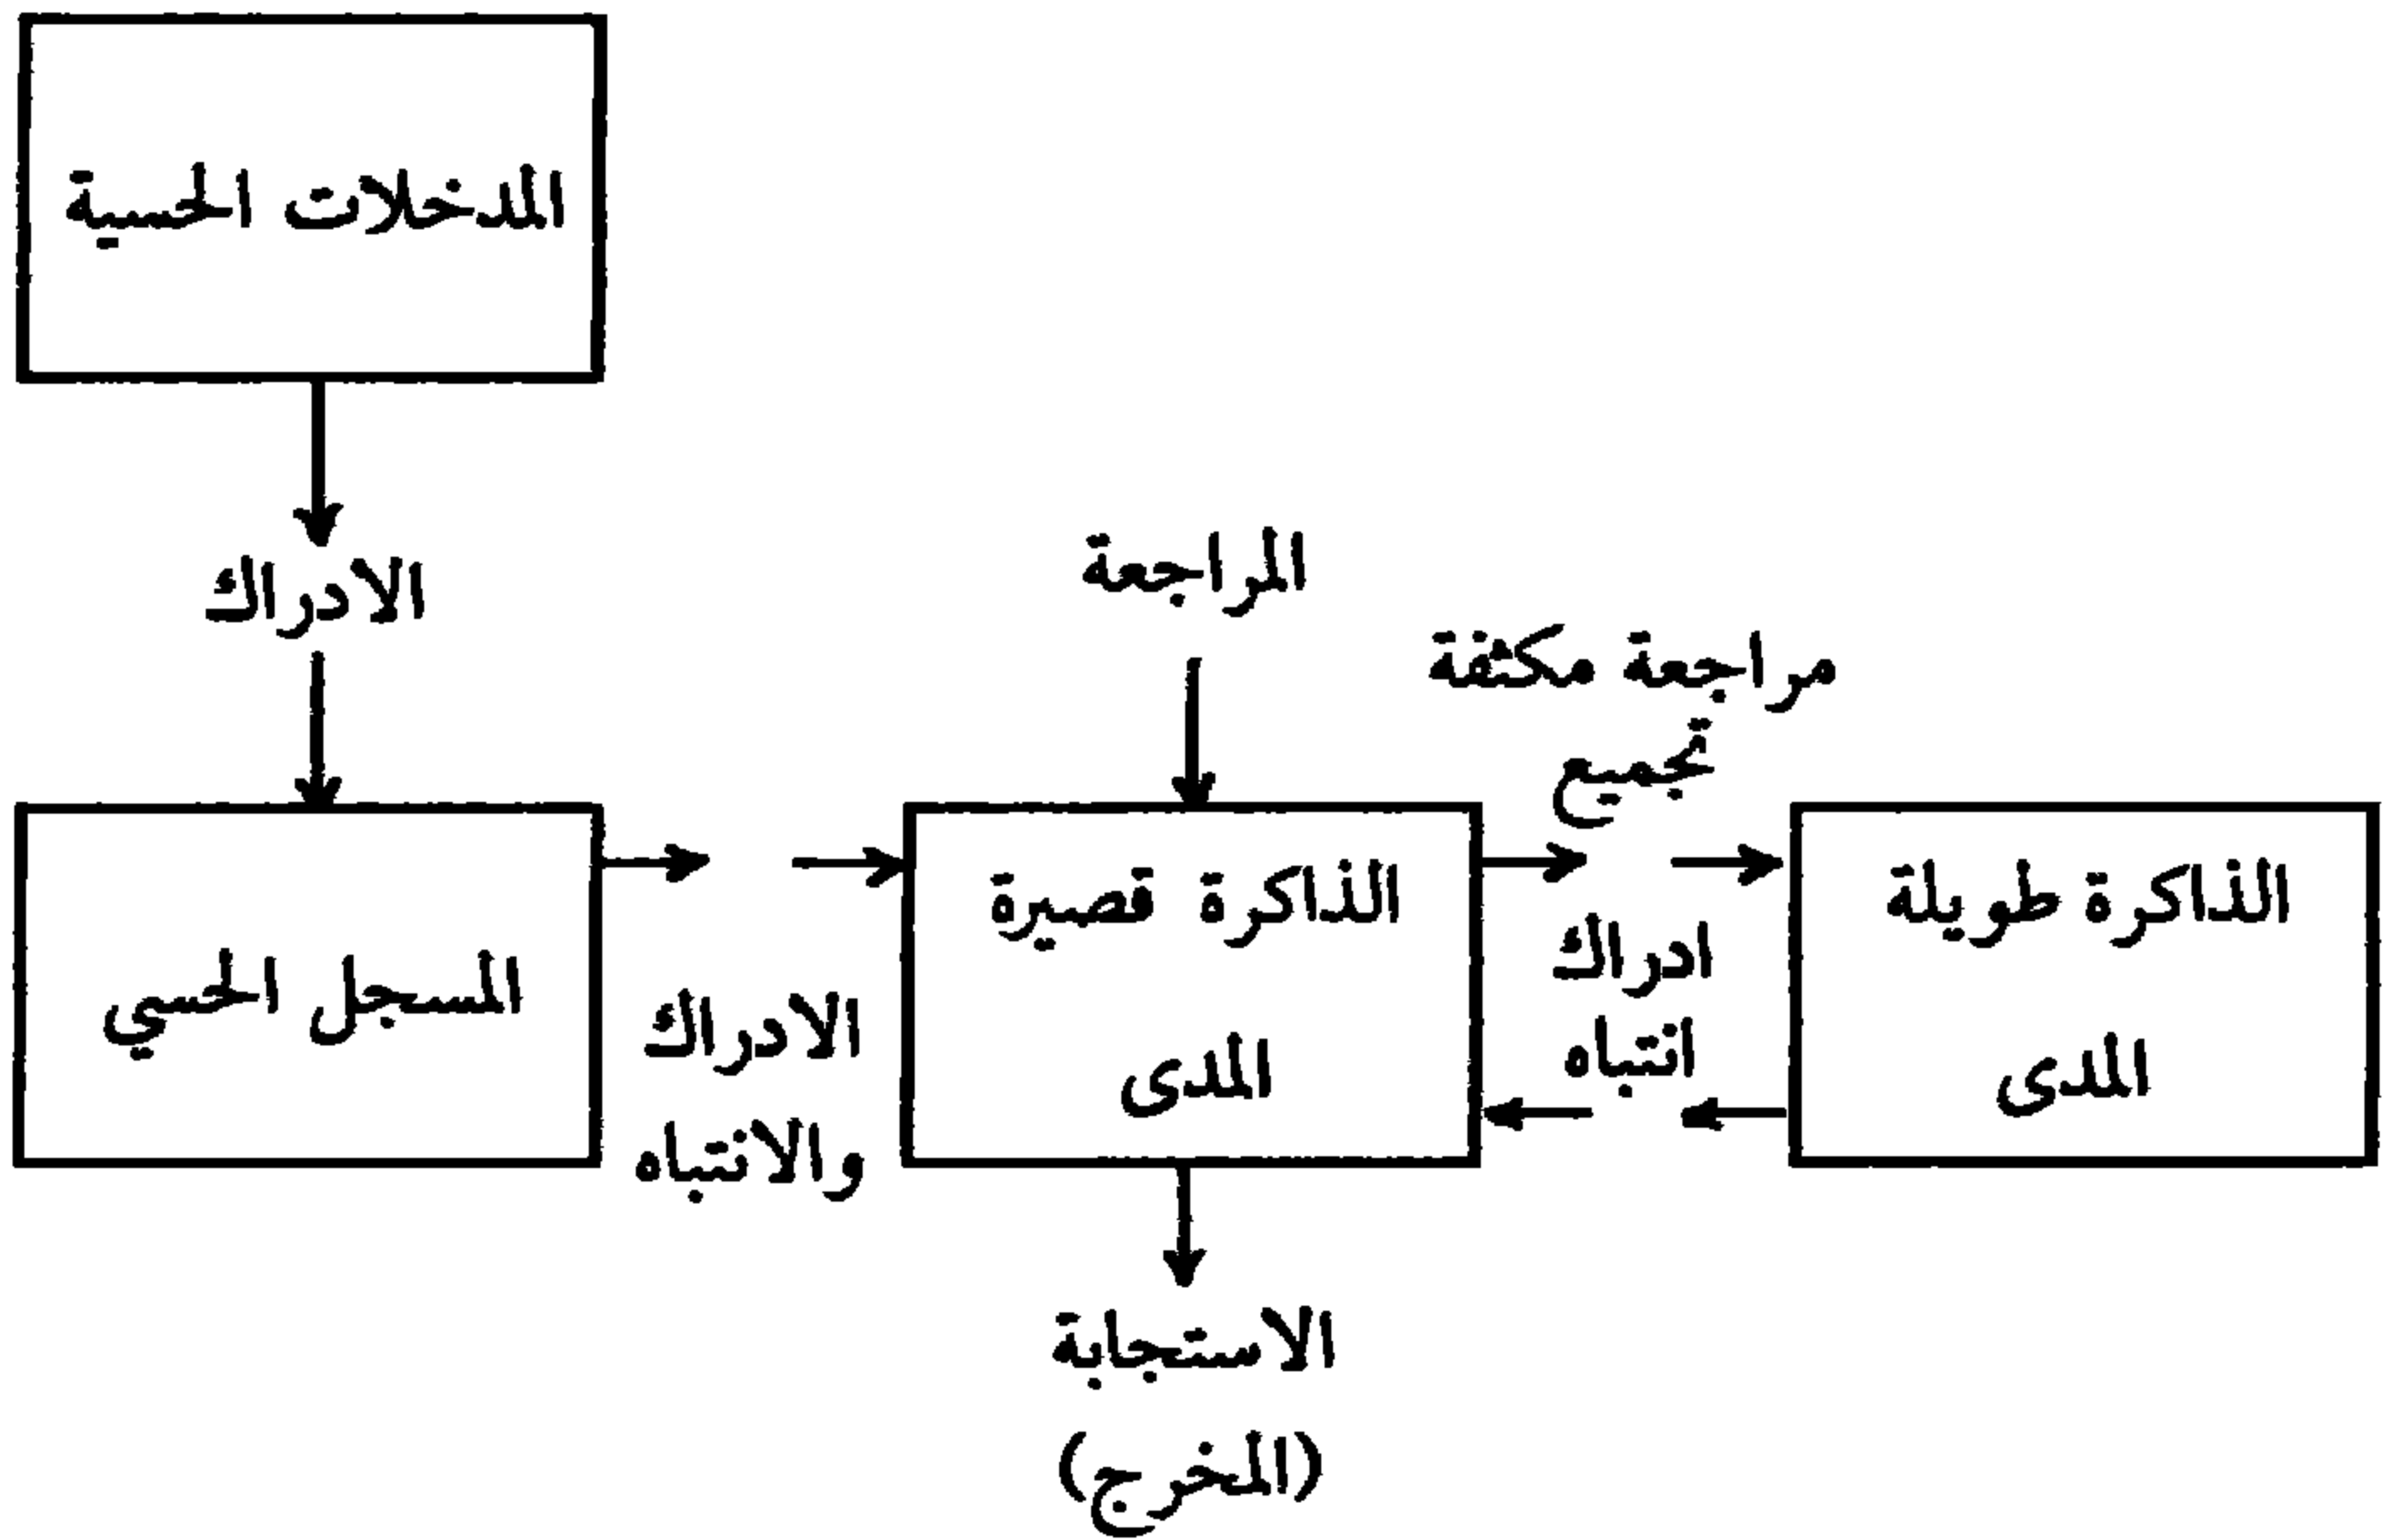 المدخلات الحسية
الادراك
المراجعة
مراجعة مكثفة
تجميع
المسجل الحسي
الادراك
والانتباه
الذاكرة قصيرة
المدى
ادراك
انتباه
الذاكرة طويلة
المدى
الاستجابة
(المخرج)